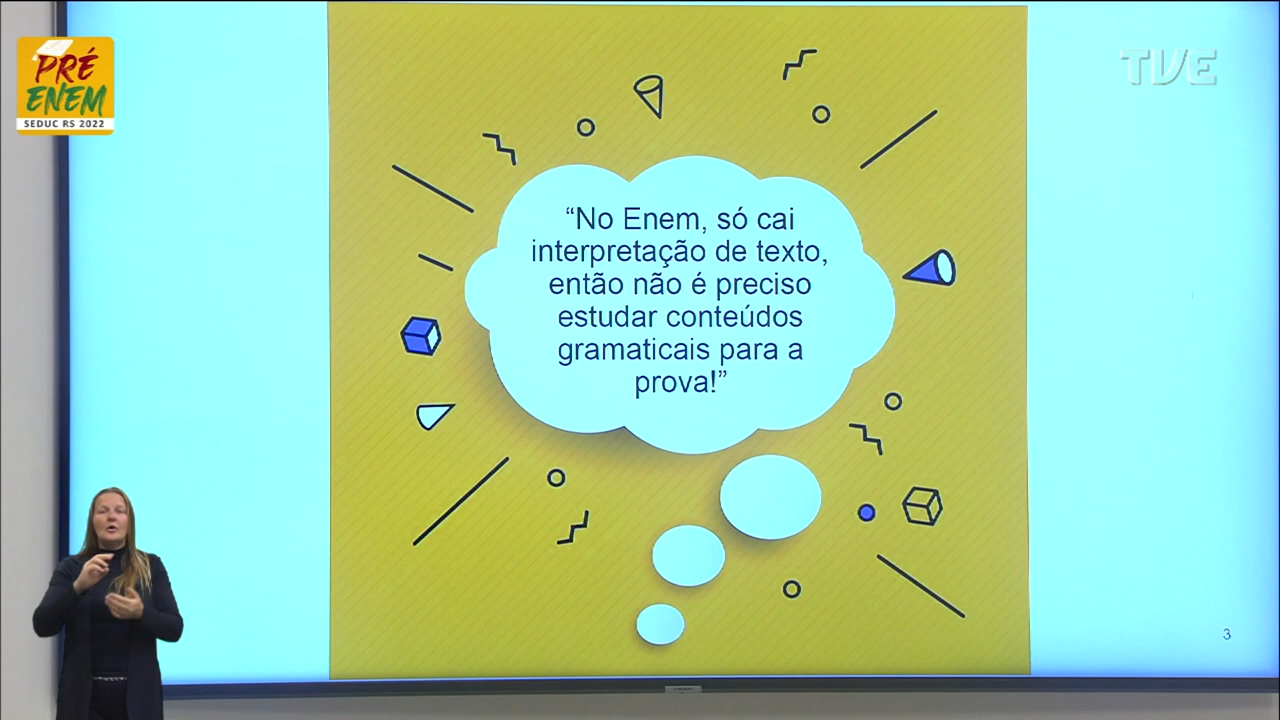 PRÉ
ENEM
SEDUC RS 2022
TVE
“No Enem, só cai
interpretação de texto,
então não é preciso
estudar conteúdos
gramaticais para a
prova!”
3